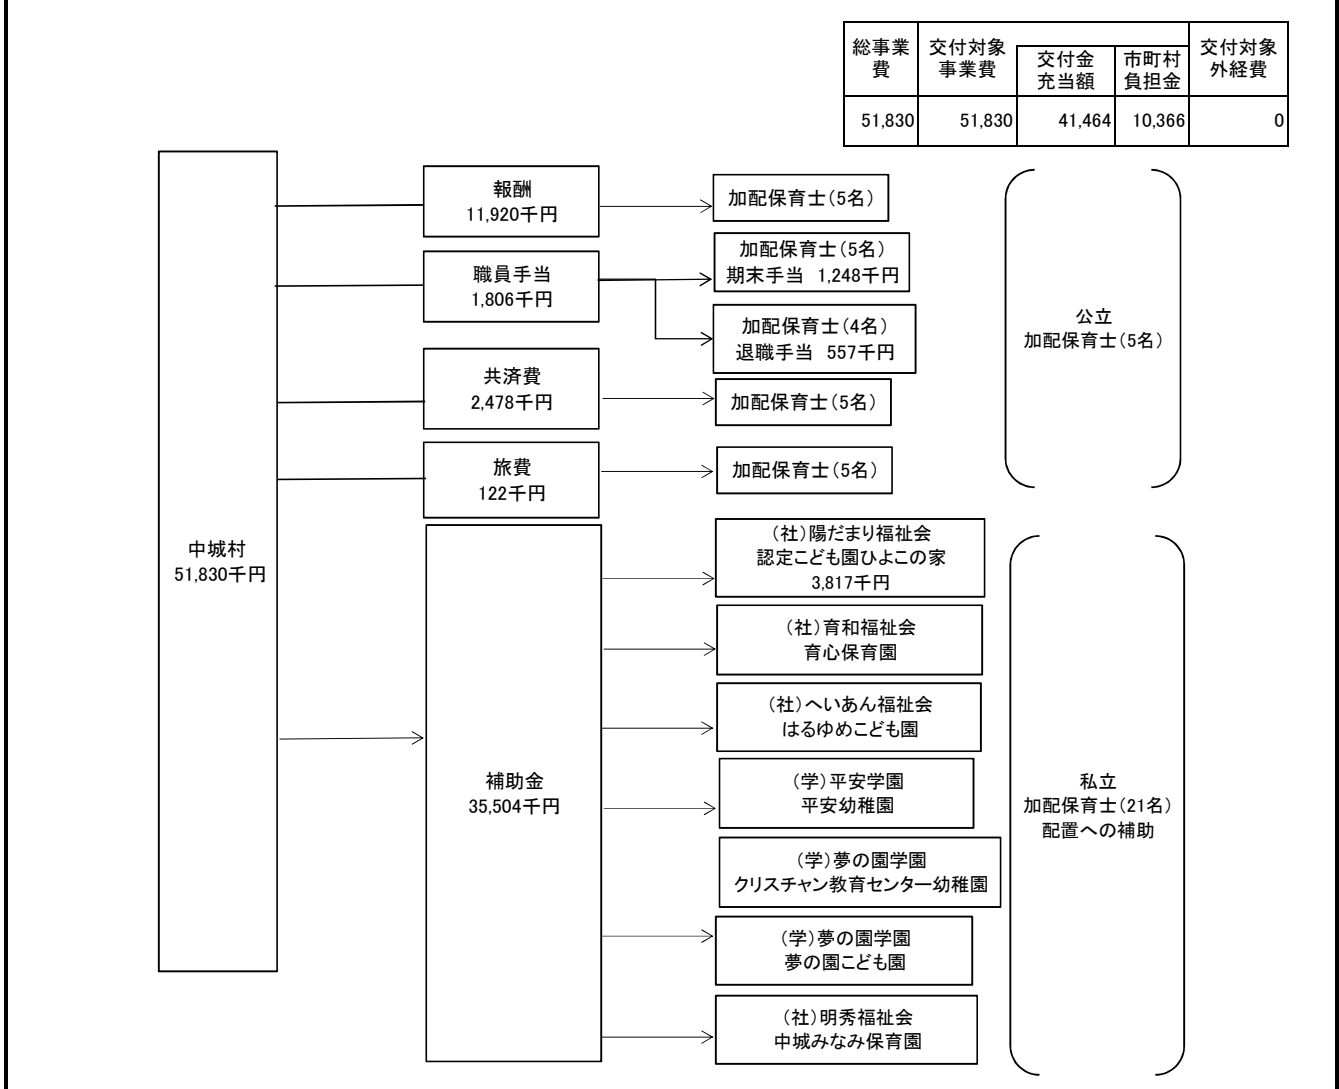 総事業
費
交付対象
事業費
交付金
充当額
市町村
負担金
交付対象
外経費
51,830
51,830
41,464
10,366
0
中城村
51,830千円
報酬
11,920千円
加配保育士(5名)
職員手当
1,806千円
加配保育士(5名)
期末手当 1,248千円
加配保育士(4名)
退職手当 557千円
共済費
2,478千円
加配保育士(5名)
旅費
122千円
加配保育士(5名)
公立
加配保育士(5名)
補助金
35,504千円
(社)陽だまり福祉会
認定こども園ひよこの家
3,817千円
(社)育和福祉会
育心保育園
(社)へいあん福祉会
はるゆめこども園
(学)平安学園
平安幼稚園
(学)夢の園学園
クリスチャン教育センター幼稚園
(学)夢の園学園
夢の園こども園
(社)明秀福祉会
中城みなみ保育園
私立
加配保育士(21名)
配置への補助